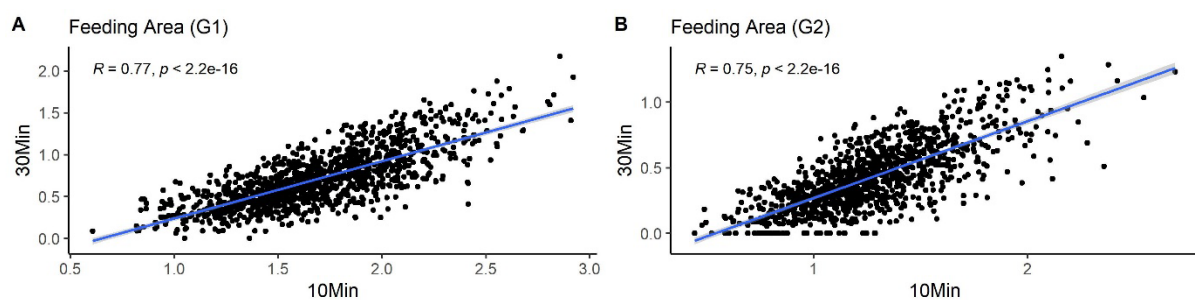 A Feeding Area (G1)
R = 0.77, p < 2.2e-16
2.0
1.5
1.0
0.5
0.0
30Min
0.5 1.0 1.5 2.0 2.5 3.0
10Min
B Feeding Area (G2)
R = 0.75, p < 2.2e-16
1.0
0.5
0.0
30Min
1 2
10Min